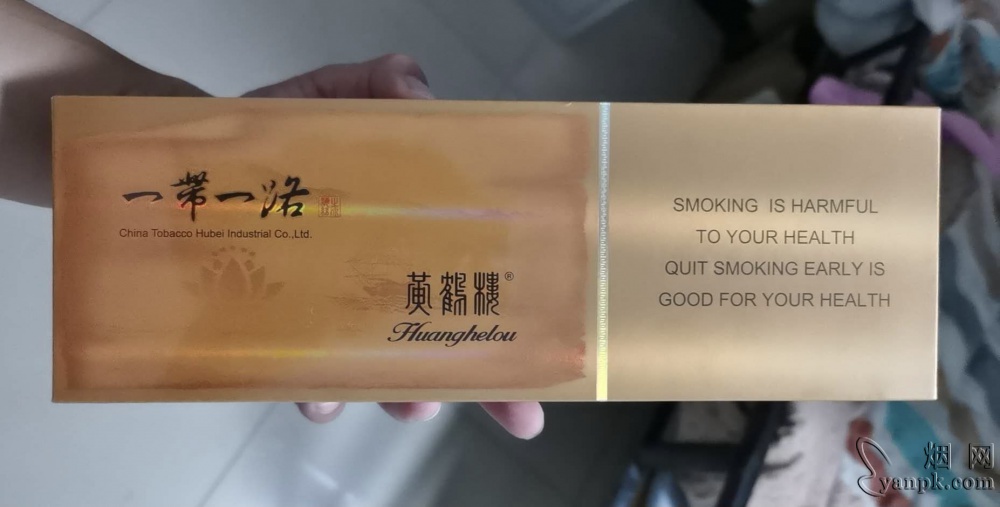 一带一洛
China Tobacco Hubei Industrial Co.,Ltd.
黄鹤楼®
Huanghelou
SMOKING IS HARMFUL
TO YOUR HEALTH
QUIT SMOKING EARLY IS
GOOD FOR YOUR HEALTH
烟网
yanpk.com